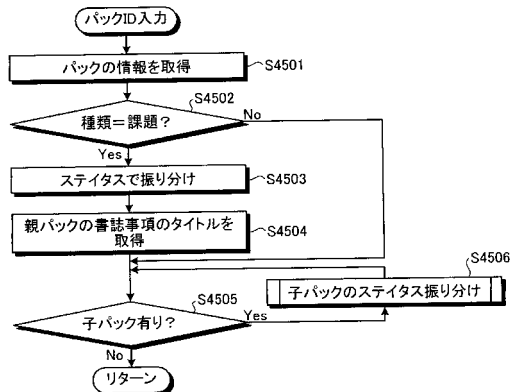 パックID入力
パックの情報を取得
S4501
S4502
種類=課題?
No
Yes
ステイタスで振り分け
S4503
親パックの書誌事項のタイトルを
取得
S4504
S4506
子パックのステイタス振り分け
S4505
子パック有り?
Yes
No
リターン